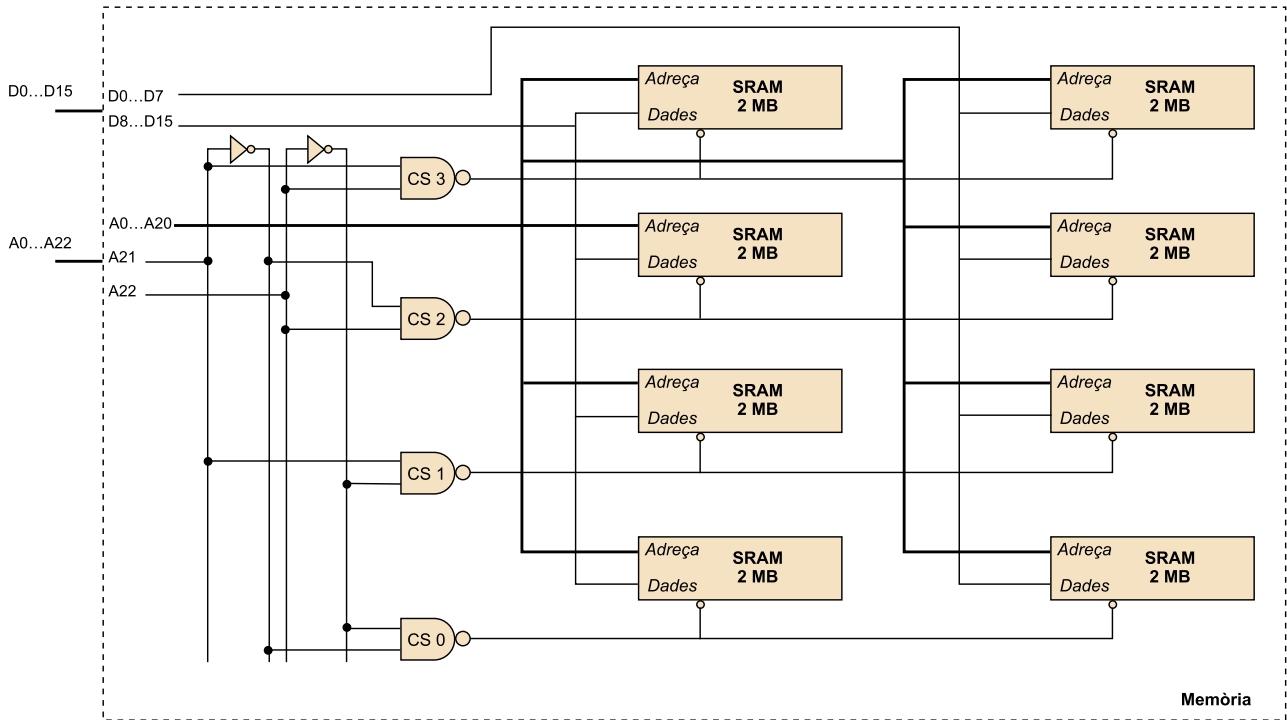 D0...D15
D0...D7
D8...D15
A0...A22
A0...A20
A21
A22
CS 3
CS 2
CS 1
CS 0
Adreça
SRAM
2 MB
Dades
Adreça
SRAM
2 MB
Dades
Adreça
SRAM
2 MB
Dades
Adreça
SRAM
2 MB
Dades
Adreça
SRAM
2 MB
Dades
Adreça
SRAM
2 MB
Dades
Adreça
SRAM
2 MB
Dades
Adreça
SRAM
2 MB
Dades
Memòria